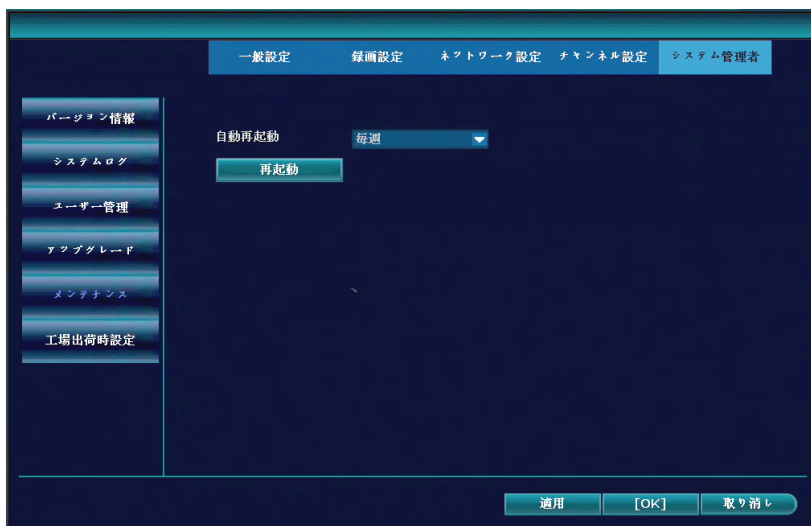 一般設定 録画設定 ネットワーク設定 チャンネル設定 システム管理者
バージョン情報
システムログ
ユーザー管理
アップグレード
メンテナンス
工場出荷時設定
自動再起動 毎週
再起動
適用 [OK] 取り消し